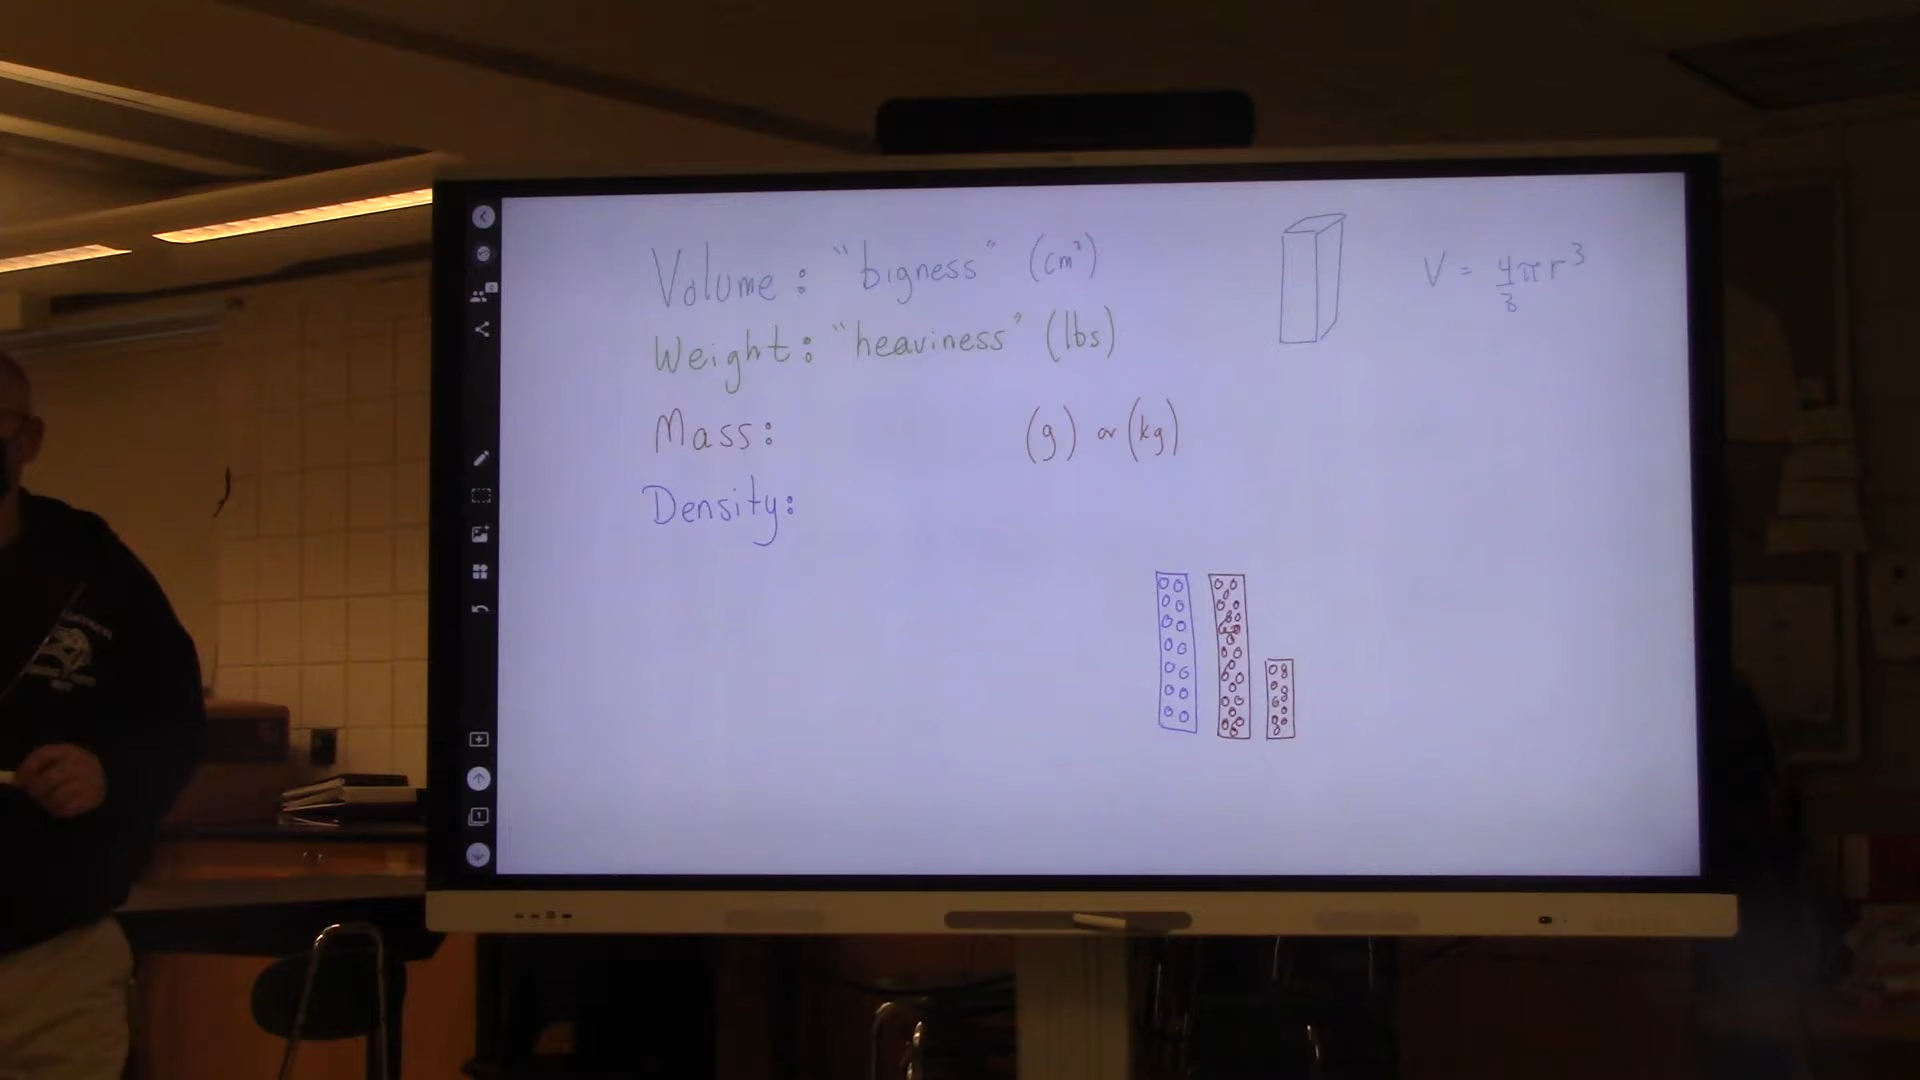 Volume: "bigness" (cm³)
V = 4/3 πr³
Weight: "heaviness" (lbs)
Mass: (g) or (kg)
Density: